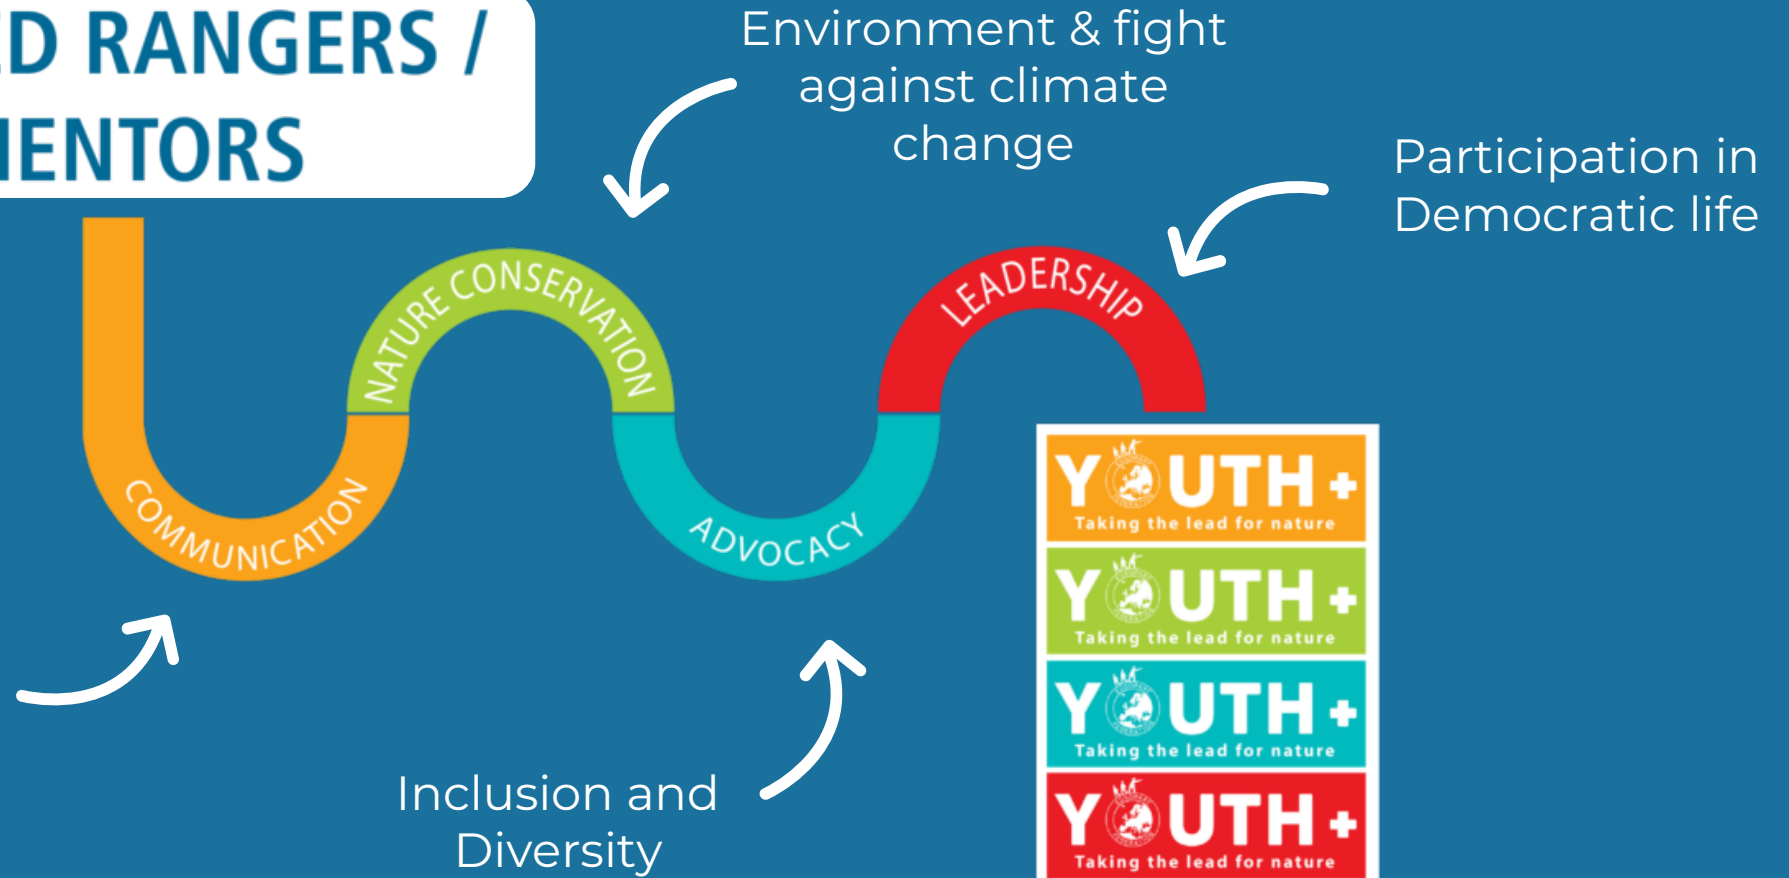 ED RANGERS /
MENTORS
Environment & fight
against climate
change
Participation in
Democratic life
NATURE CONSERVATION
LEADERSHIP
COMMUNICATION
ADVOCACY
Inclusion and
Diversity
YOUTH+
Taking the lead for nature
YOUTH+
Taking the lead for nature
YOUTH+
Taking the lead for nature
YOUTH+
Taking the lead for nature